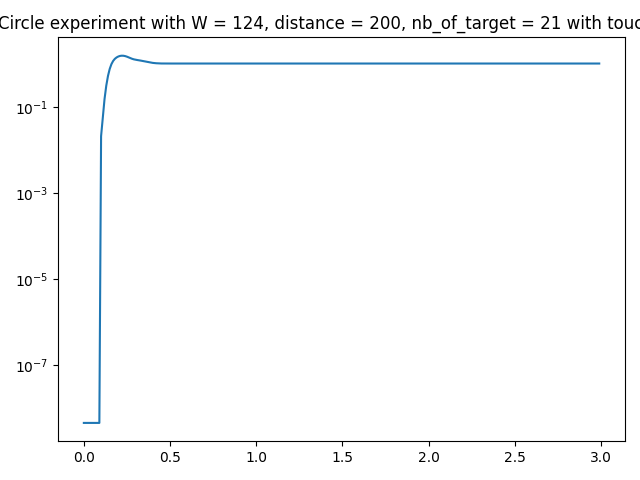 Circle experiment with W = 124, distance = 200, nb_of_target = 21 with
10⁻¹
10⁻³
10⁻⁵
10⁻⁷
0.0 0.5 1.0 1.5 2.0 2.5 3.0